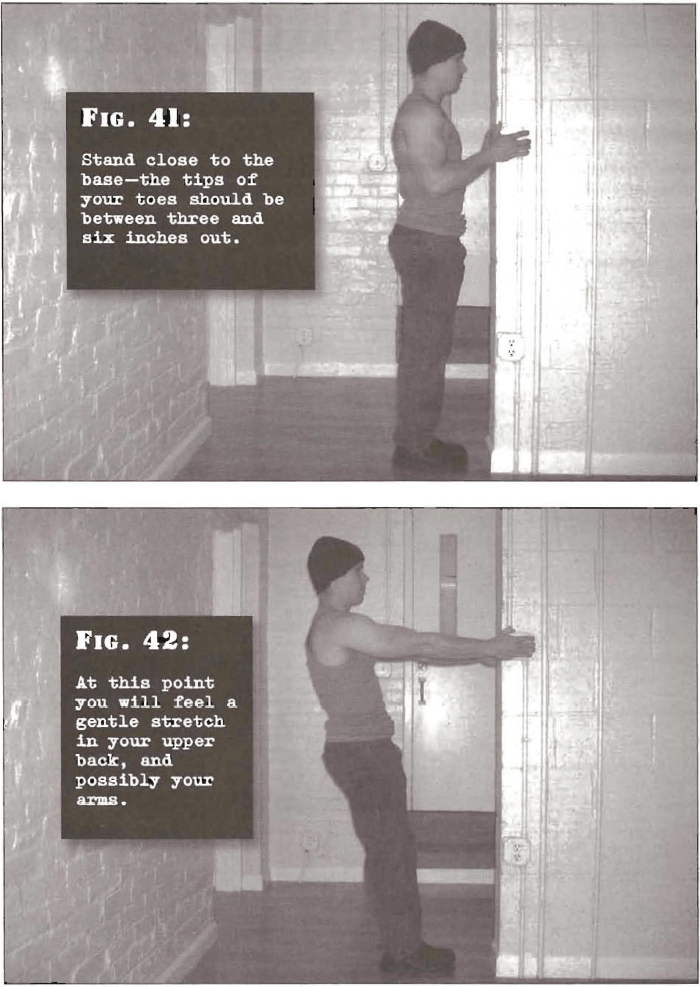 FIG. 41:
Stand close to the
base—the tips of
your toes should be
between three and
six inches out.
FIG. 42:
At this point
you will feel a
gentle stretch
in your upper
back, and
possibly your
arms.